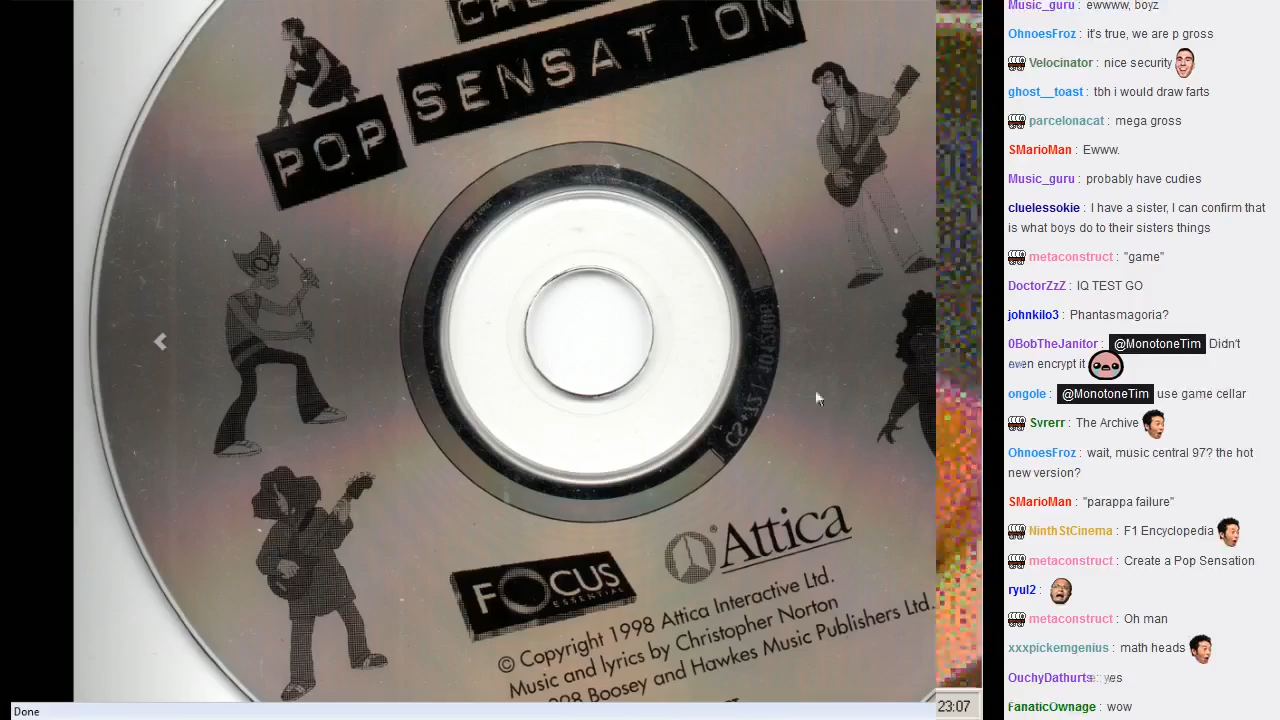 POP SENSATION
CS+12 / 1042009
FOCUS
ESSENTIAL
®Attica
© Copyright 1998 Attica Interactive Ltd.
Music and lyrics by Christopher Norton
Boosey and Hawkes Music Publishers Ltd.
Done
23:07
Music_guru : ewwww, boyz
OhnoesFroz : it's true, we are p gross
Velocinator : nice security
ghost__toast : tbh i would draw farts
parcelonacat : mega gross
SMarioMan : Ewww.
Music_guru : probably have cudies
cluelessokie : I have a sister, I can confirm that
is what boys do to their sisters things
metaconstruct : "game"
DoctorZzZ : IQ TEST GO
johnkilo3 : Phantasmagoria?
0BobTheJanitor : @MonotoneTim Didn't
even encrypt it
ongole : @MonotoneTim use game cellar
Svrerr : The Archive
OhnoesFroz : wait, music central 97? the hot
new version?
SMarioMan : "parappa failure"
NinthStCinema : F1 Encyclopedia
metaconstruct : Create a Pop Sensation
ryul2 :
metaconstruct : Oh man
xxxpickemgenius : math heads
OuchyDathurts : yes
FanaticOwnage : wow